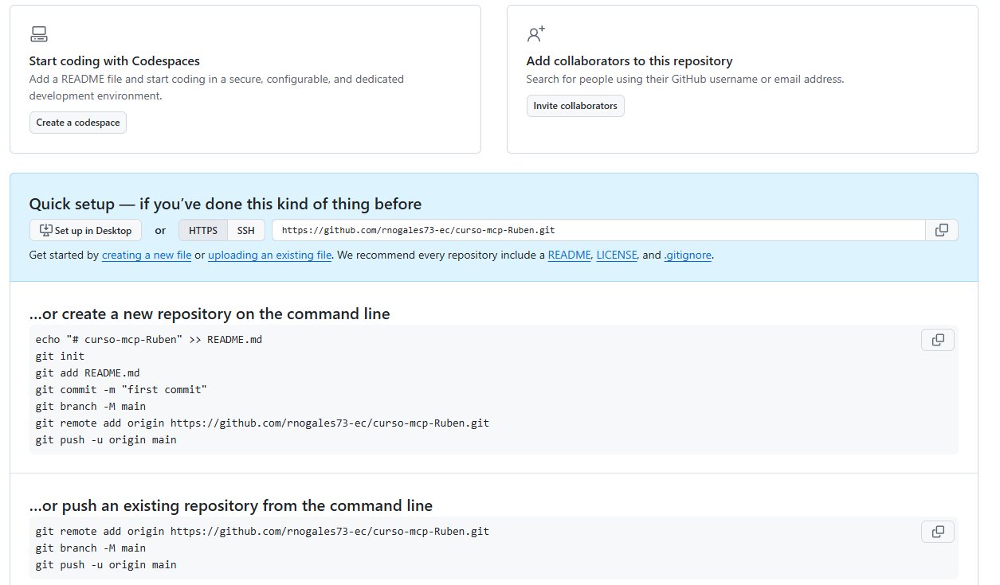 Start coding with Codespaces
Add a README file and start coding in a secure, configurable, and dedicated
development environment.
Create a codespace
Add collaborators to this repository
Search for people using their GitHub username or email address.
Invite collaborators
Quick setup — if you’ve done this kind of thing before
Set up in Desktop or HTTPS SSH https://github.com/rnogales73-ec/curso-mcp-Ruben.git
Get started by creating a new file or uploading an existing file. We recommend every repository include a README, LICENSE, and .gitignore.
…or create a new repository on the command line
echo "# curso-mcp-Ruben" >> README.md
git init
git add README.md
git commit -m "first commit"
git branch -M main
git remote add origin https://github.com/rnogales73-ec/curso-mcp-Ruben.git
git push -u origin main
…or push an existing repository from the command line
git remote add origin https://github.com/rnogales73-ec/curso-mcp-Ruben.git
git branch -M main
git push -u origin main